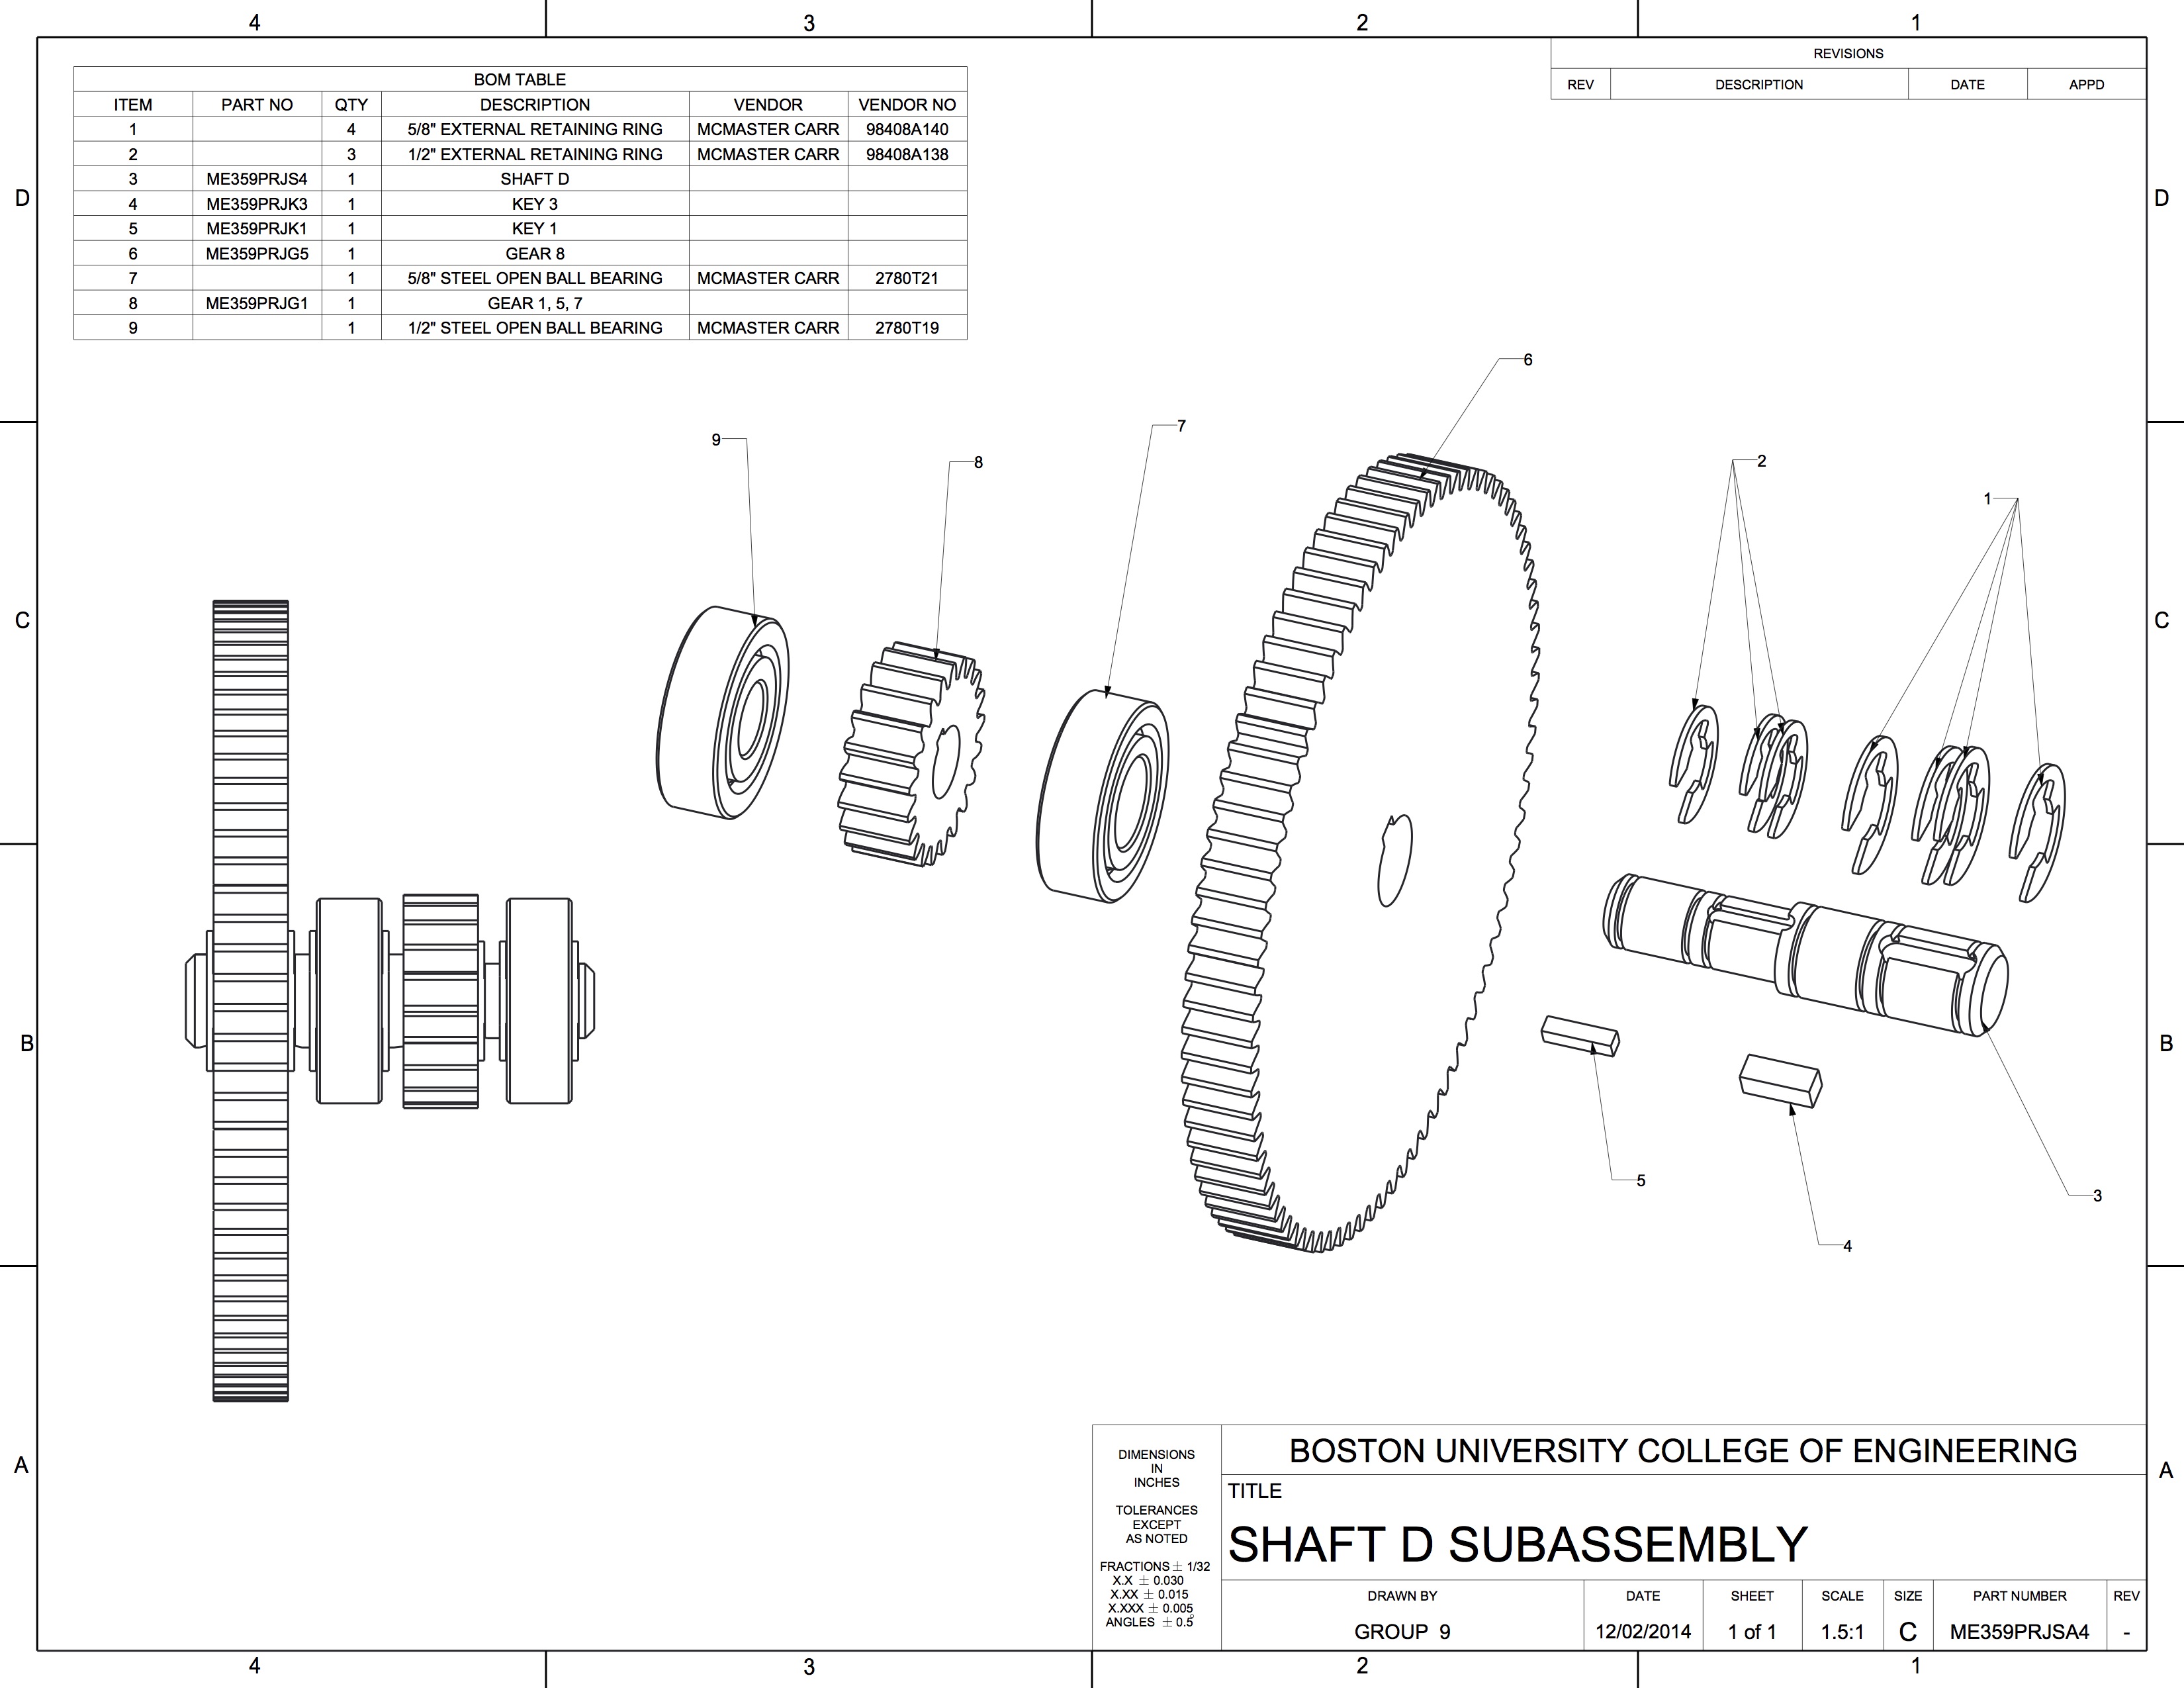 4 3 2 1
REVISIONS
REV DESCRIPTION DATE APPD
BOM TABLE
ITEM PART NO QTY DESCRIPTION VENDOR VENDOR NO
1 4 5/8" EXTERNAL RETAINING RING MCMASTER CARR 98408A140
2 3 1/2" EXTERNAL RETAINING RING MCMASTER CARR 98408A138
3 ME359PRJS4 1 SHAFT D
4 ME359PRJK3 1 KEY 3
5 ME359PRJK1 1 KEY 1
6 ME359PRJG5 1 GEAR 8
7 1 5/8" STEEL OPEN BALL BEARING MCMASTER CARR 2780T21
8 ME359PRJG1 1 GEAR 1, 5, 7
9 1 1/2" STEEL OPEN BALL BEARING MCMASTER CARR 2780T19
D D
6
7
9
8
2
1
C C
B B
5
3
4
A A
DIMENSIONS
IN
INCHES
TOLERANCES
EXCEPT
AS NOTED
FRACTIONS ± 1/32
X.X ± 0.030
X.XX ± 0.015
X.XXX ± 0.005
ANGLES ± 0.5°
BOSTON UNIVERSITY COLLEGE OF ENGINEERING
TITLE
SHAFT D SUBASSEMBLY
DRAWN BY DATE SHEET SCALE SIZE PART NUMBER REV
GROUP 9 12/02/2014 1 of 1 1.5:1 C ME359PRJSA4 -
4 3 2 1